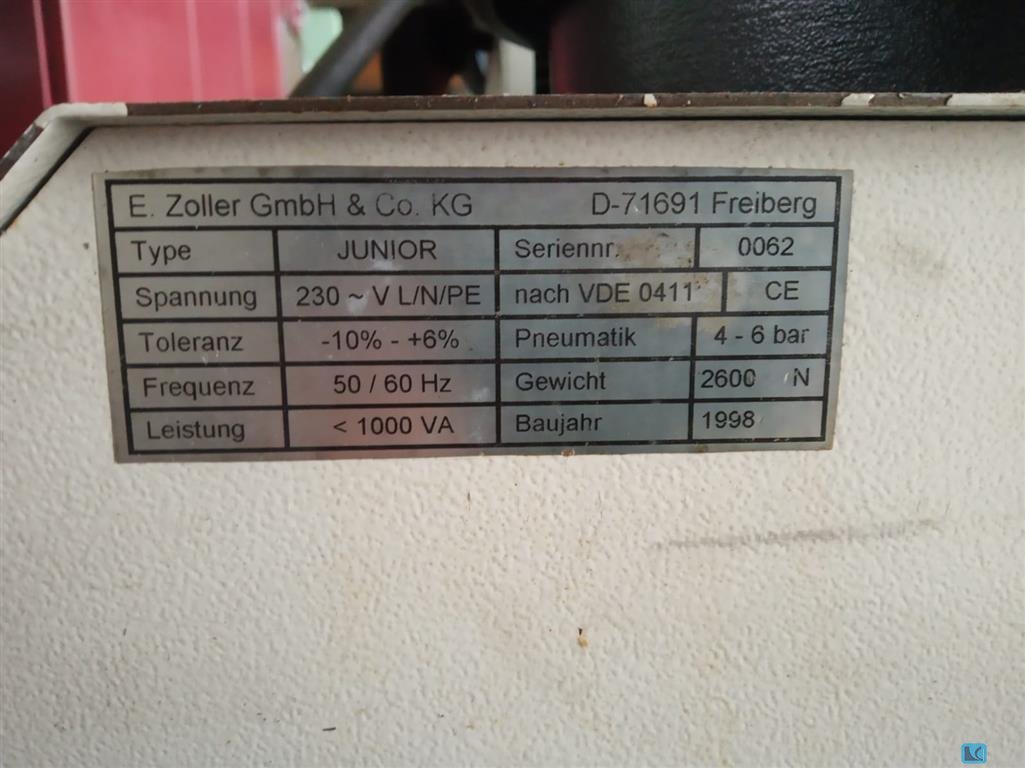 E. Zoller GmbH & Co. KG D-71691 Freiberg
Type JUNIOR Seriennr. 0062
Spannung 230 ~ V L/N/PE nach VDE 0411 CE
Toleranz -10% - +6% Pneumatik 4 - 6 bar
Frequenz 50 / 60 Hz Gewicht 2600 N
Leistung < 1000 VA Baujahr 1998